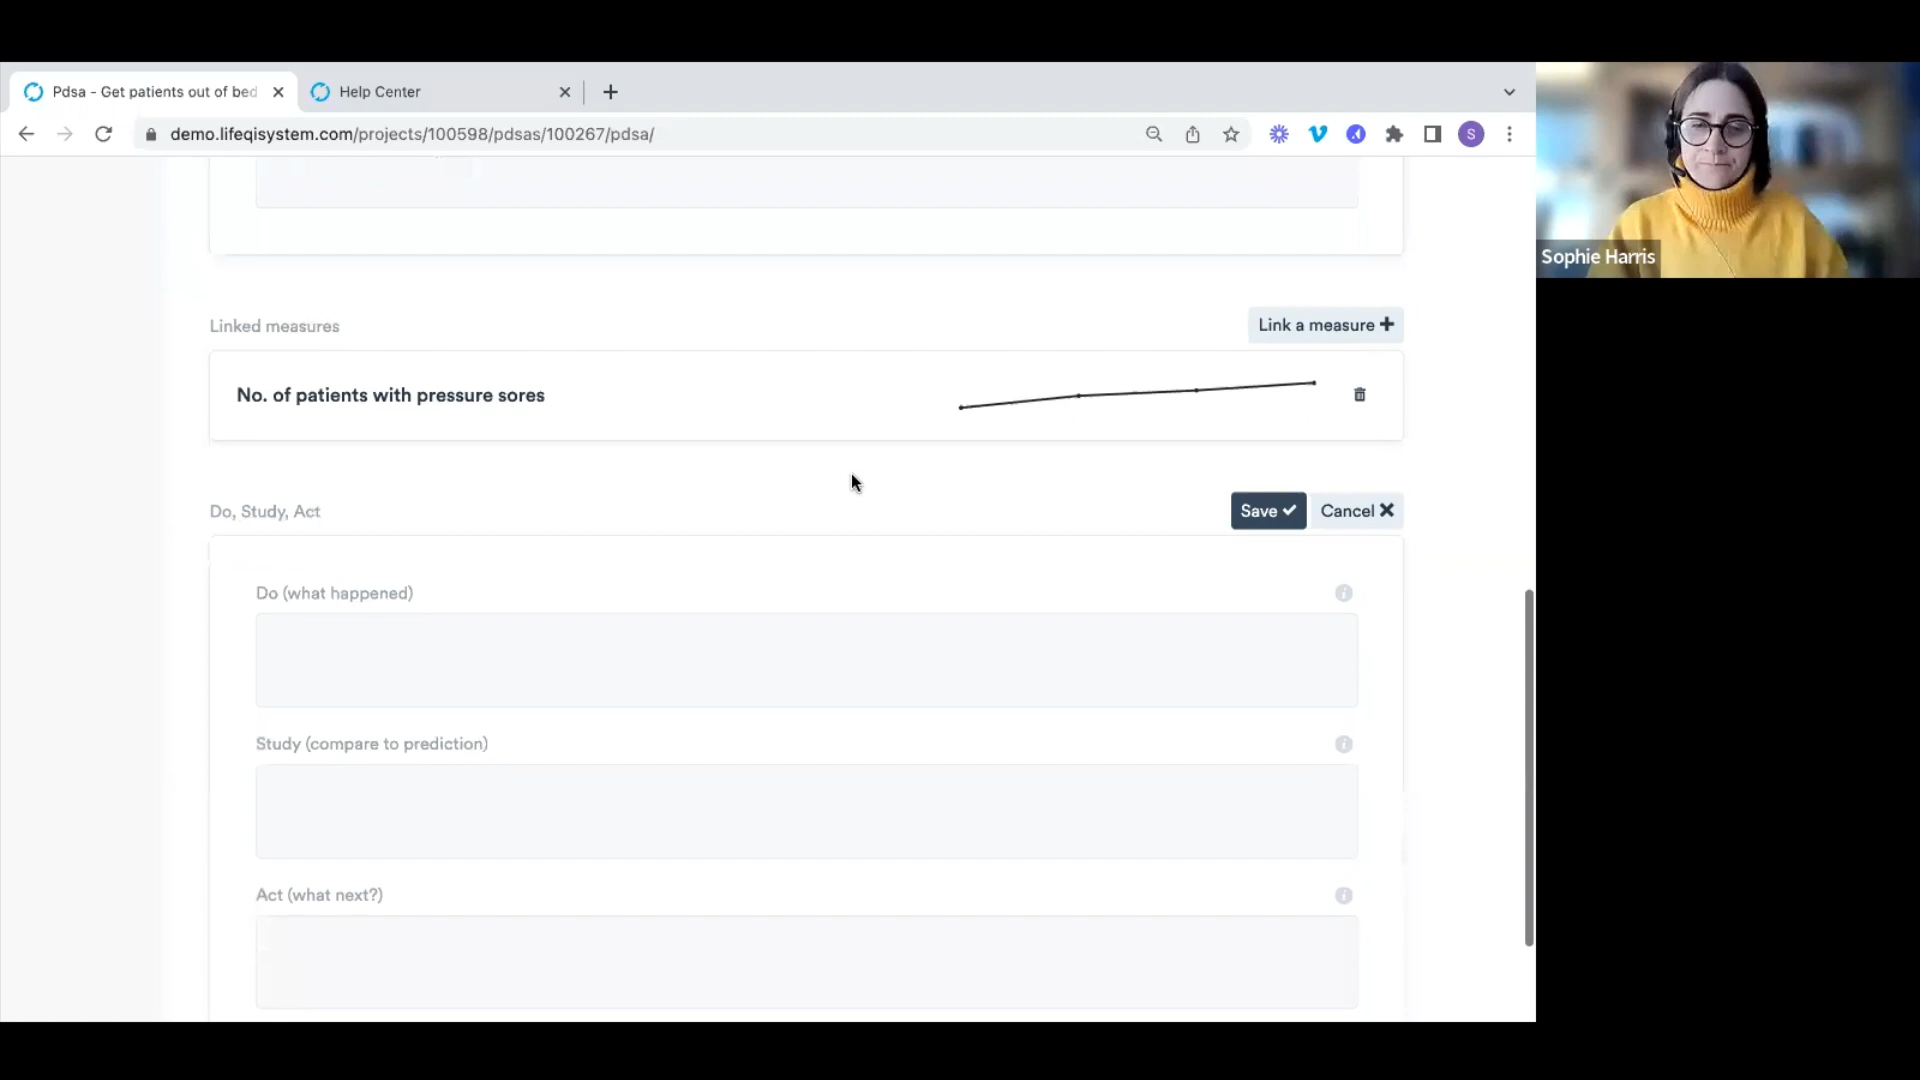 Pdsa - Get patients out of bed
Help Center
demo.lifeqisystem.com/projects/100598/pdsas/100267/pdsa/
S
Sophie Harris
Linked measures
Link a measure
No. of patients with pressure sores
Do, Study, Act
Save
Cancel
Do (what happened)
Study (compare to prediction)
Act (what next?)